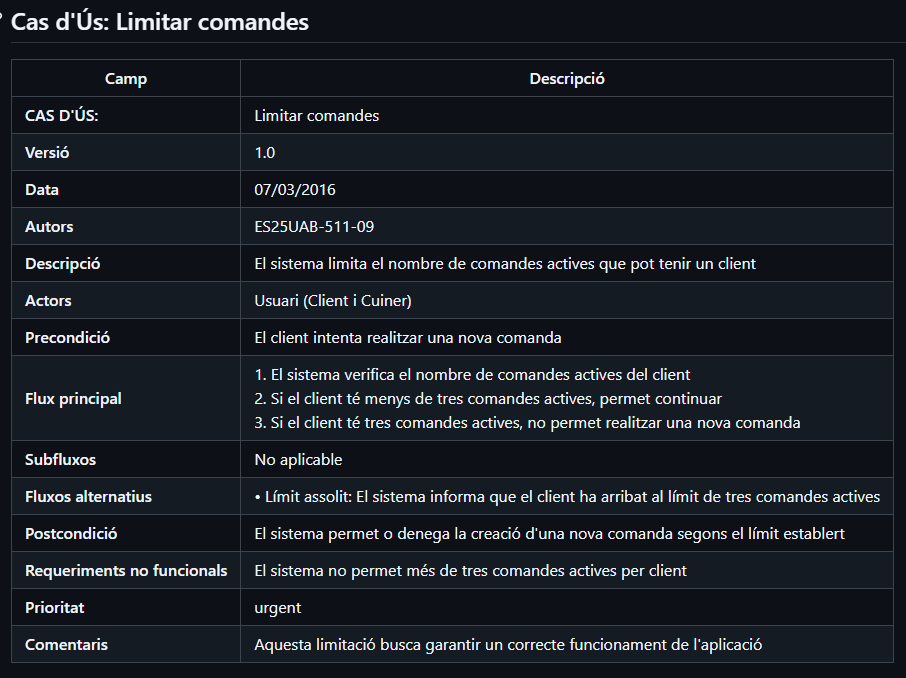 Cas d'Ús: Limitar comandes
Camp Descripció
CAS D'ÚS: Limitar comandes
Versió 1.0
Data 07/03/2016
Autors ES25UAB-511-09
Descripció El sistema limita el nombre de comandes actives que pot tenir un client
Actors Usuari (Client i Cuiner)
Precondició El client intenta realitzar una nova comanda
Flux principal
1. El sistema verifica el nombre de comandes actives del client
2. Si el client té menys de tres comandes actives, permet continuar
3. Si el client té tres comandes actives, no permet realitzar una nova comanda
Subfluxos No aplicable
Fluxos alternatius • Límit assolit: El sistema informa que el client ha arribat al límit de tres comandes actives
Postcondició El sistema permet o denega la creació d'una nova comanda segons el límit establert
Requeriments no funcionals El sistema no permet més de tres comandes actives per client
Prioritat urgent
Comentaris Aquesta limitació busca garantir un correcte funcionament de l'aplicació